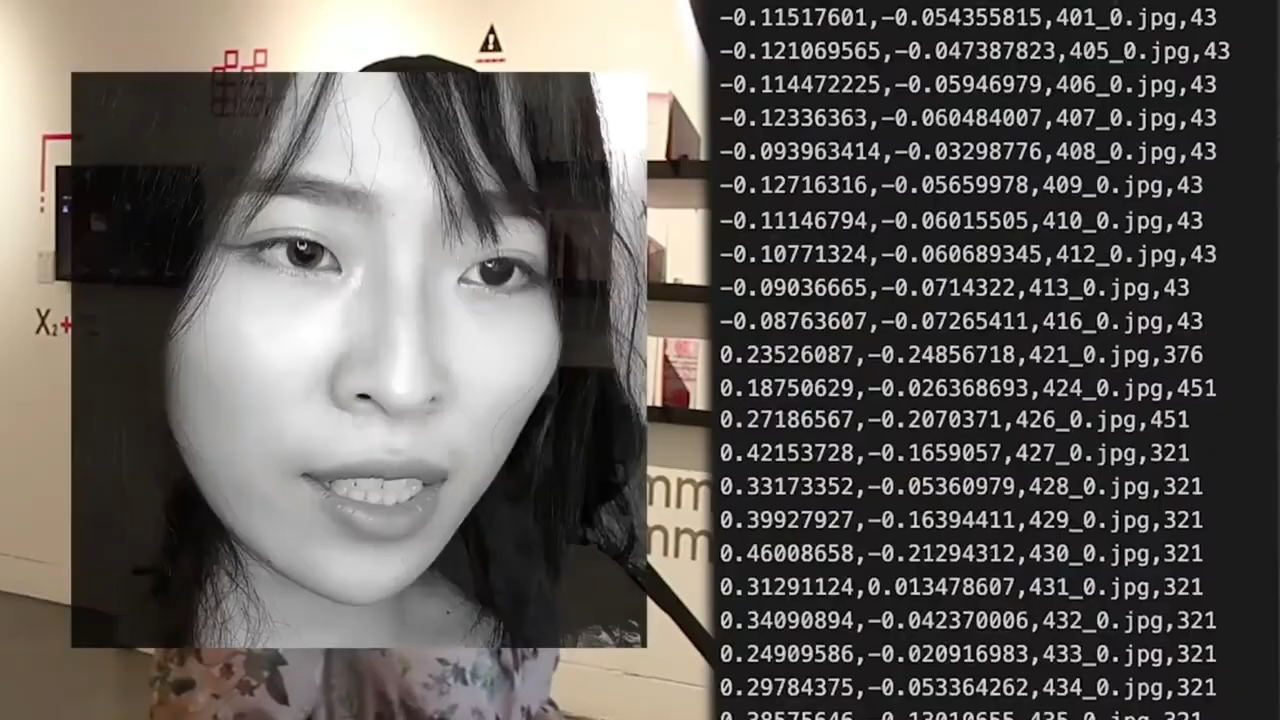 X₂+
mm
mm
-0.11517601,-0.054355815,401_0.jpg,43
-0.121069565,-0.047387823,405_0.jpg,43
-0.114472225,-0.05946979,406_0.jpg,43
-0.12336363,-0.060484007,407_0.jpg,43
-0.093963414,-0.03298776,408_0.jpg,43
-0.12716316,-0.05659978,409_0.jpg,43
-0.11146794,-0.06015505,410_0.jpg,43
-0.10771324,-0.060689345,412_0.jpg,43
-0.09036665,-0.0714322,413_0.jpg,43
-0.08763607,-0.07265411,416_0.jpg,43
0.23526087,-0.24856718,421_0.jpg,376
0.18750629,-0.026368693,424_0.jpg,451
0.27186567,-0.2070371,426_0.jpg,451
0.42153728,-0.1659057,427_0.jpg,321
0.33173352,-0.05360979,428_0.jpg,321
0.39927927,-0.16394411,429_0.jpg,321
0.46008658,-0.21294312,430_0.jpg,321
0.31291124,0.013478607,431_0.jpg,321
0.34090894,-0.042370006,432_0.jpg,321
0.24909586,-0.020916983,433_0.jpg,321
0.29784375,-0.053364262,434_0.jpg,321